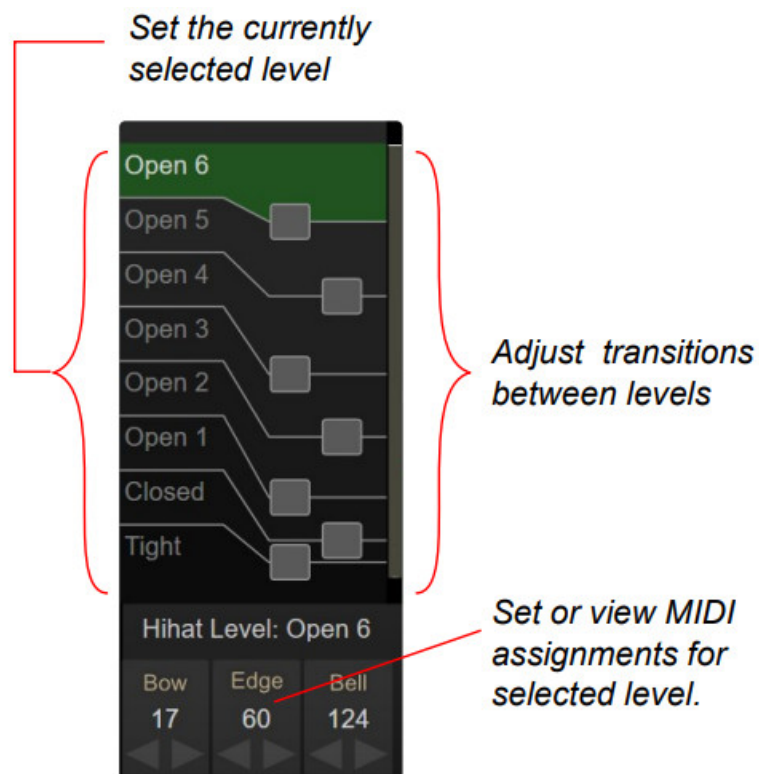 Set the currently
selected level
Open 6
Open 5
Open 4
Open 3
Open 2
Open 1
Closed
Tight
Adjust transitions
between levels
Hihat Level: Open 6
Bow Edge Bell
17 60 124
Set or view MIDI
assignments for
selected level.